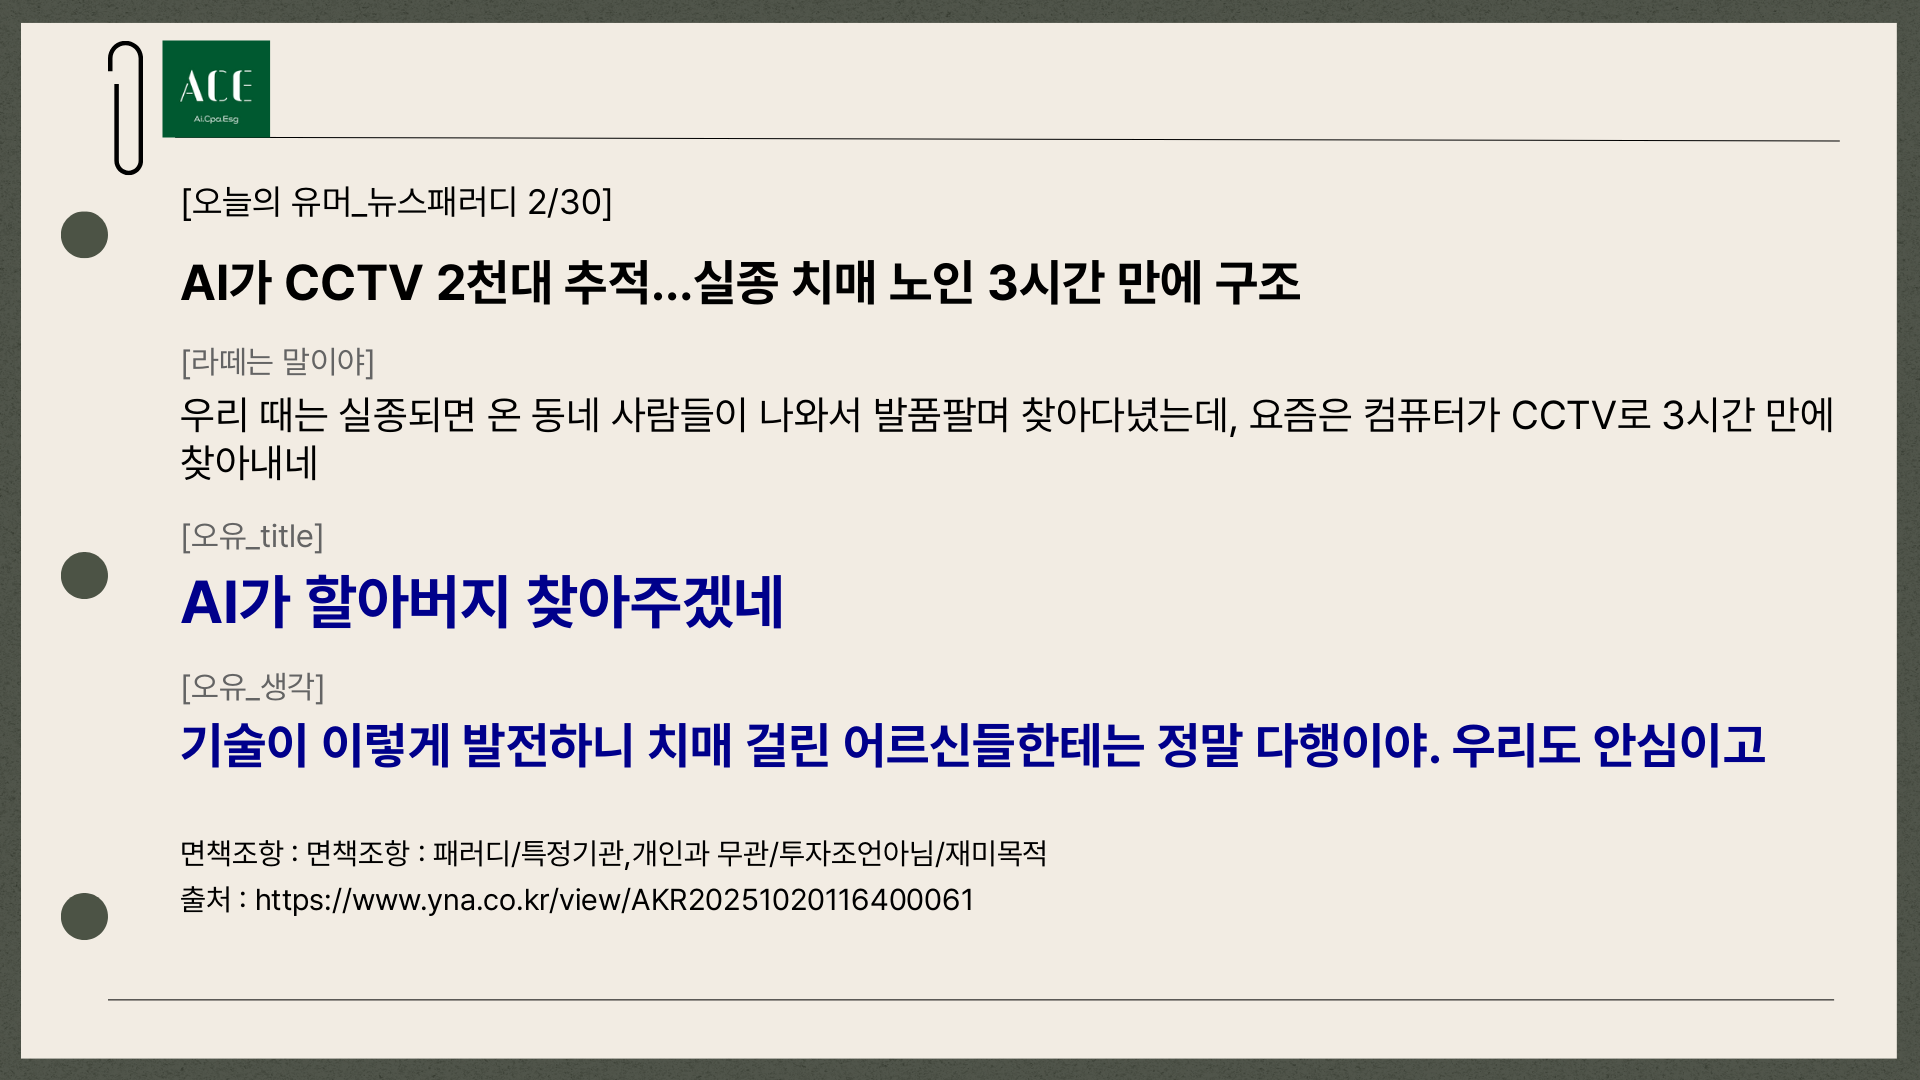 ACE
Ai.Cpa.Esg
[오늘의 유머_뉴스패러디 2/30]
AI가 CCTV 2천대 추적...실종 치매 노인 3시간 만에 구조
[라떼는 말이야]
우리 때는 실종되면 온 동네 사람들이 나와서 발품팔며 찾아다녔는데, 요즘은 컴퓨터가 CCTV로 3시간 만에
찾아내네
[오유_title]
AI가 할아버지 찾아주겠네
[오유_생각]
기술이 이렇게 발전하니 치매 걸린 어르신들한테는 정말 다행이야. 우리도 안심이고
면책조항 : 면책조항 : 패러디/특정기관,개인과 무관/투자조언아님/재미목적
출처 : https://www.yna.co.kr/view/AKR20251020116400061